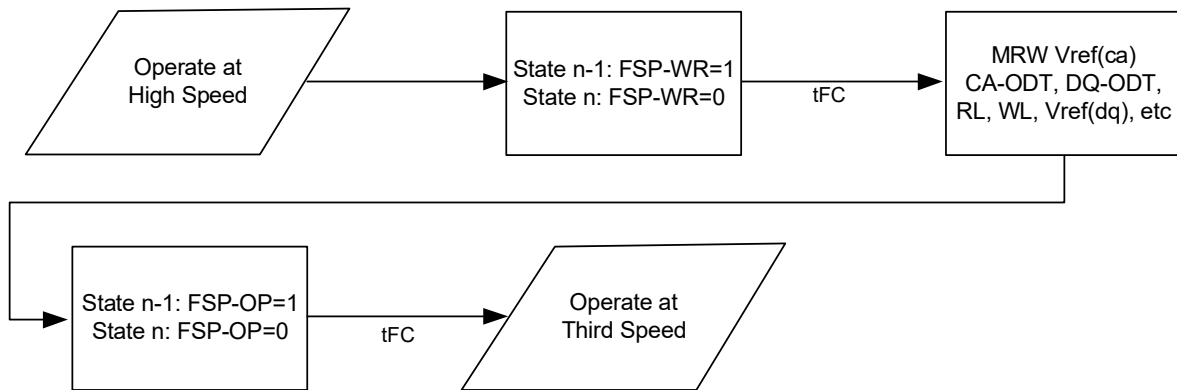 Operate at
High Speed
State n-1: FSP-WR=1
State n: FSP-WR=0
tFC
MRW Vref(ca)
CA-ODT, DQ-ODT,
RL, WL, Vref(dq), etc
State n-1: FSP-OP=1
State n: FSP-OP=0
tFC
Operate at
Third Speed